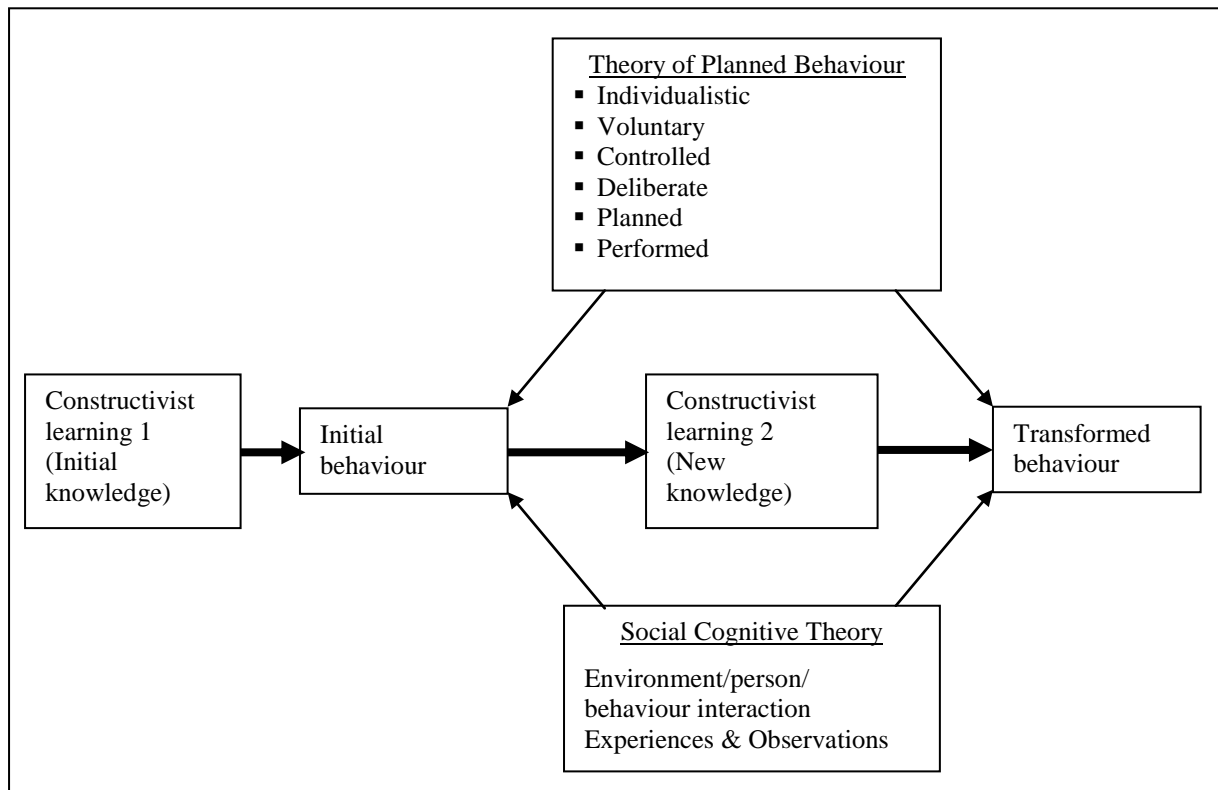 Theory of Planned Behaviour
▪ Individualistic
▪ Voluntary
▪ Controlled
▪ Deliberate
▪ Planned
▪ Performed
Constructivist
learning 1
(Initial
knowledge)
Initial
behaviour
Constructivist
learning 2
(New
knowledge)
Transformed
behaviour
Social Cognitive Theory
Environment/person/
behaviour interaction
Experiences & Observations